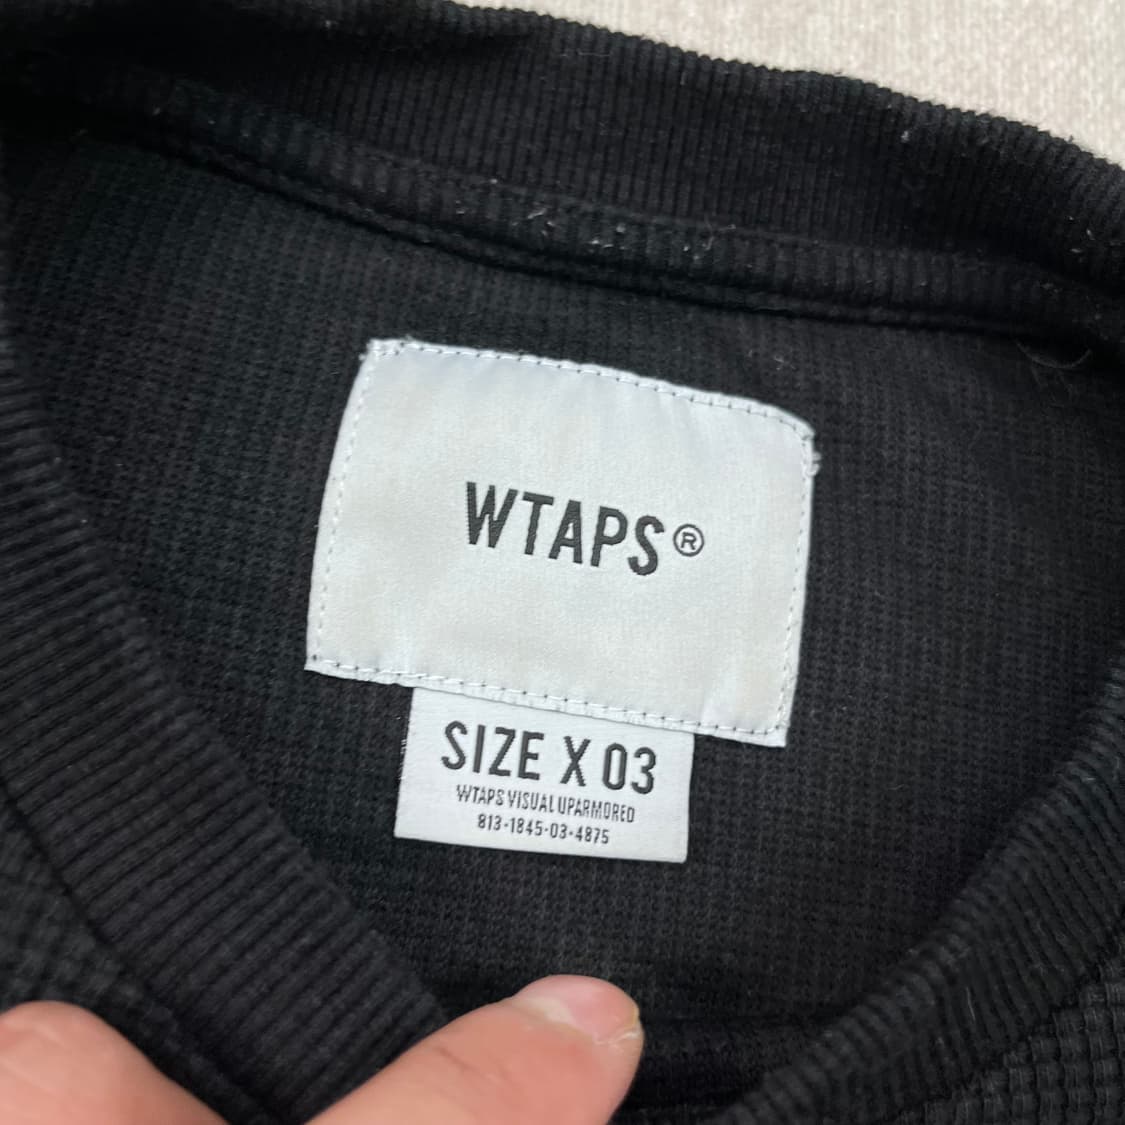 WTAPS®
SIZE X 03
WTAPS VISUAL UPARMORED
813-1845-03-4875